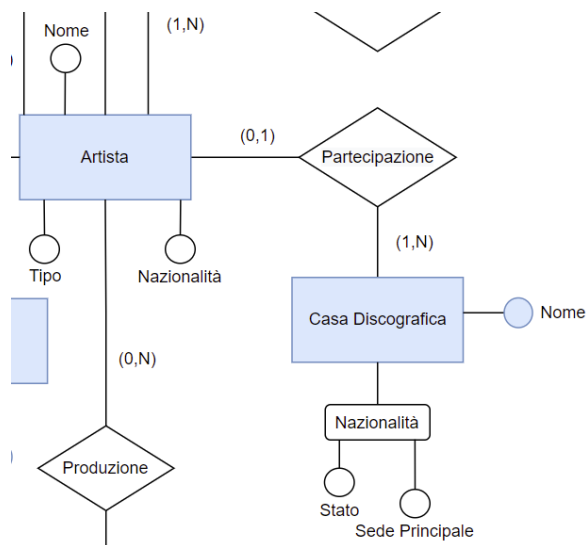 (1,N)
Nome
(0,1)
Artista
Partecipazione
(1,N)
Tipo
Nazionalità
Casa Discografica
Nome
(0,N)
Nazionalità
Produzione
Stato
Sede Principale